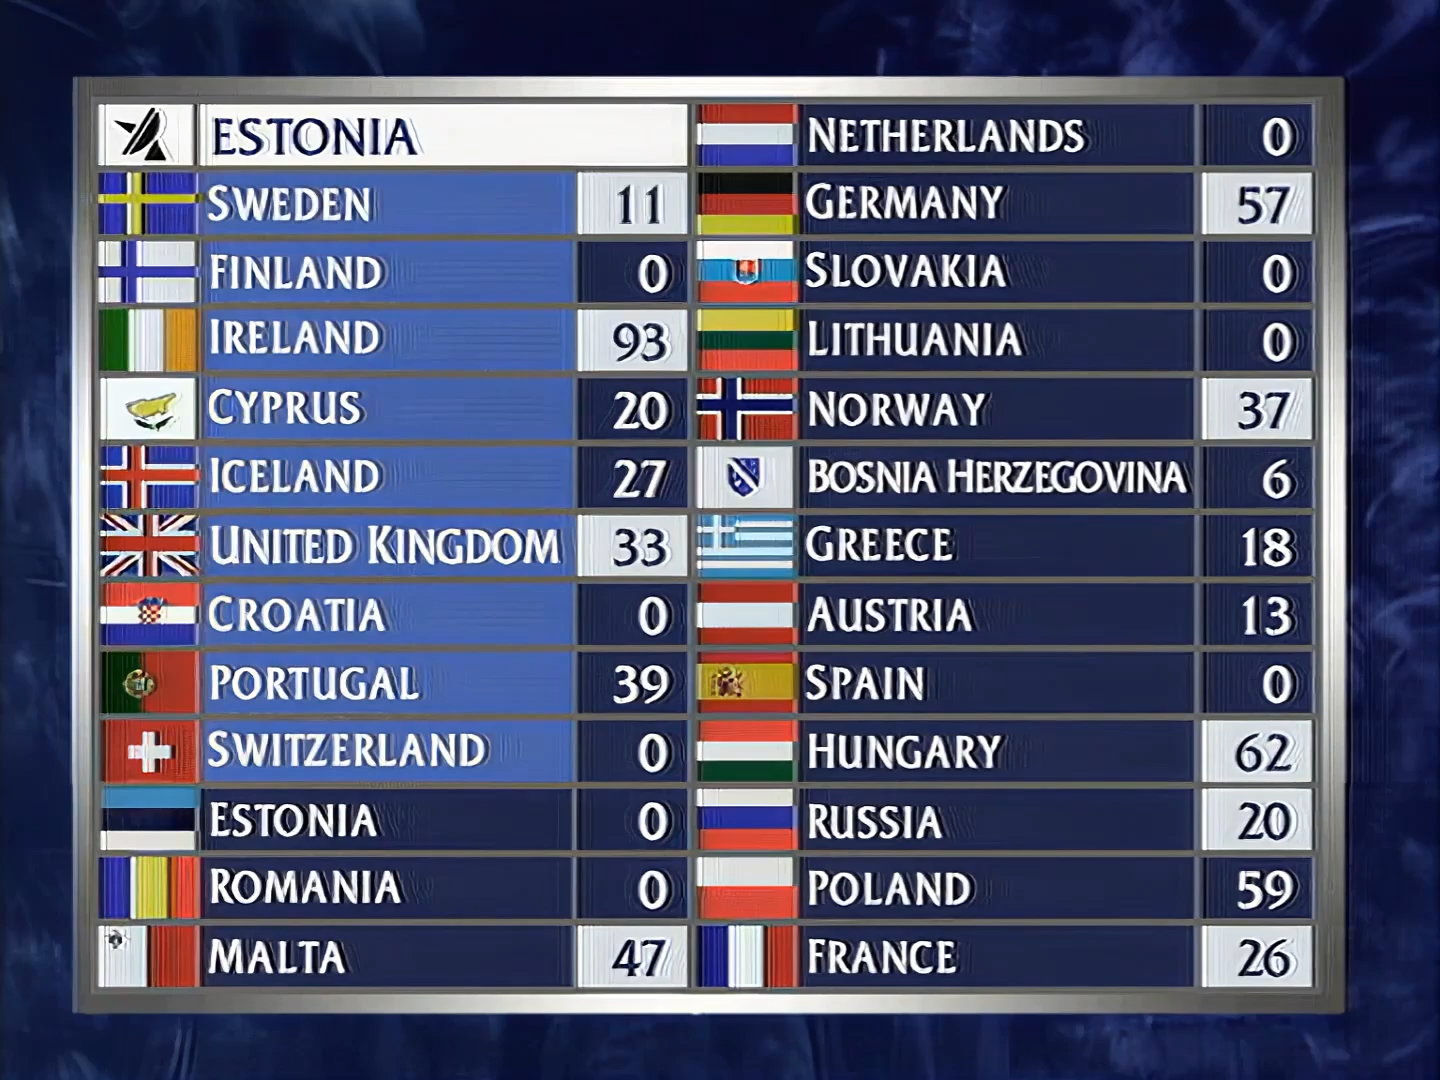 ESTONIA
SWEDEN 11
FINLAND 0
IRELAND 93
CYPRUS 20
ICELAND 27
UNITED KINGDOM 33
CROATIA 0
PORTUGAL 39
SWITZERLAND 0
ESTONIA 0
ROMANIA 0
MALTA 47
NETHERLANDS 0
GERMANY 57
SLOVAKIA 0
LITHUANIA 0
NORWAY 37
BOSNIA HERZEGOVINA 6
GREECE 18
AUSTRIA 13
SPAIN 0
HUNGARY 62
RUSSIA 20
POLAND 59
FRANCE 26